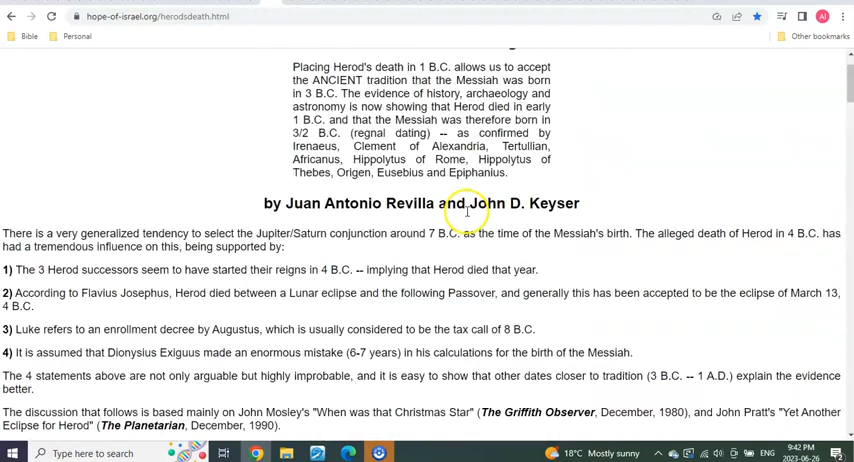 hope-of-israel.org/herodsdeath.html
AI
Bible
Personal
Other bookmarks
Placing Herod's death in 1 B.C. allows us to accept
the ANCIENT tradition that the Messiah was born
in 3 B.C. The evidence of history, archaeology and
astronomy is now showing that Herod died in early
1 B.C. and that the Messiah was therefore born in
3/2 B.C. (regnal dating) -- as confirmed by
Irenaeus, Clement of Alexandria, Tertullian,
Africanus, Hippolytus of Rome, Hippolytus of
Thebes, Origen, Eusebius and Epiphanius.
by Juan Antonio Revilla and John D. Keyser
There is a very generalized tendency to select the Jupiter/Saturn conjunction around 7 B.C. as the time of the Messiah's birth. The alleged death of Herod in 4 B.C. has
had a tremendous influence on this, being supported by:
1) The 3 Herod successors seem to have started their reigns in 4 B.C. -- implying that Herod died that year.
2) According to Flavius Josephus, Herod died between a Lunar eclipse and the following Passover, and generally this has been accepted to be the eclipse of March 13,
4 B.C.
3) Luke refers to an enrollment decree by Augustus, which is usually considered to be the tax call of 8 B.C.
4) It is assumed that Dionysius Exiguus made an enormous mistake (6-7 years) in his calculations for the birth of the Messiah.
The 4 statements above are not only arguable but highly improbable, and it is easy to show that other dates closer to tradition (3 B.C. -- 1 A.D.) explain the evidence
better.
The discussion that follows is based mainly on John Mosley's "When was that Christmas Star" (The Griffith Observer, December, 1980), and John Pratt's "Yet Another
Eclipse for Herod" (The Planetarian, December, 1990).
Type here to search
18°C Mostly sunny
ENG
9:42 PM
2023-06-26
2